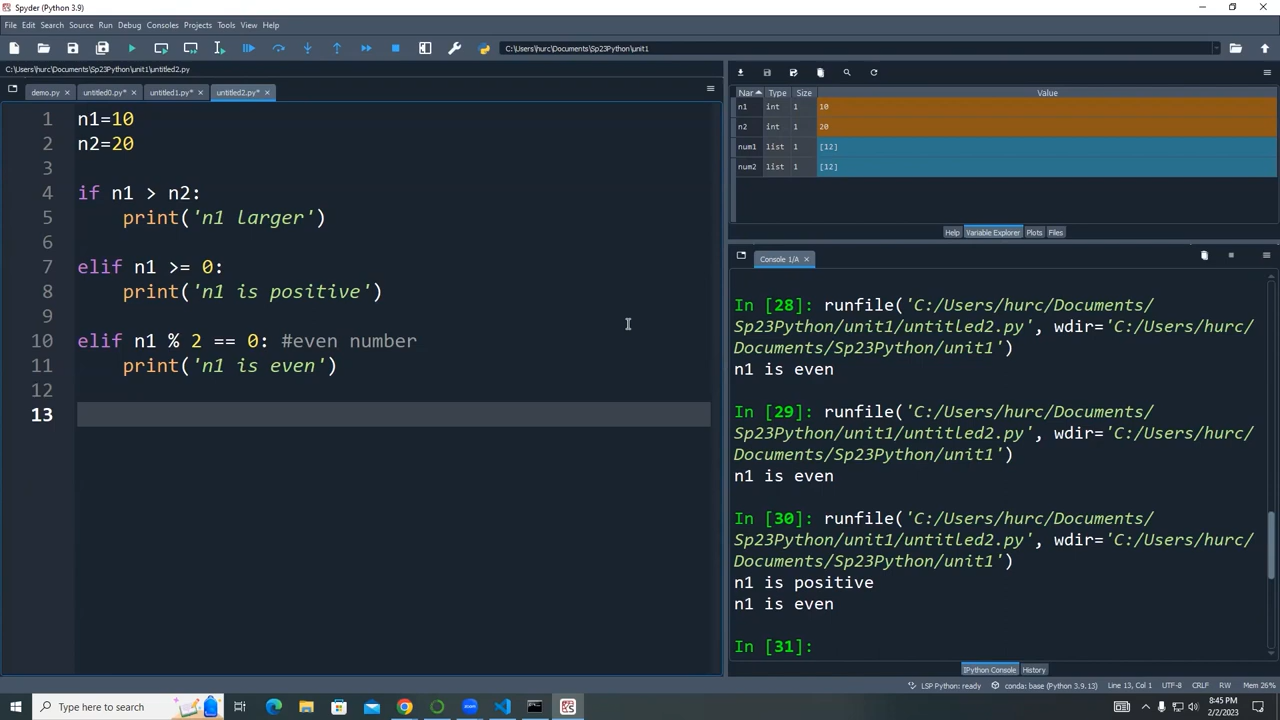 Spyder (Python 3.9)
File Edit Search Source Run Debug Consoles Projects Tools View Help
C:\Users\hurc\Documents\Sp23Python\unit1
C:\Users\hurc\Documents\Sp23Python\unit1\untitled2.py
demo.py untitled0.py* untitled1.py* untitled2.py*
1 n1=10
2 n2=20
3
4 if n1 > n2:
5 print('n1 larger')
6
7 elif n1 >= 0:
8 print('n1 is positive')
9
10 elif n1 % 2 == 0: #even number
11 print('n1 is even')
12
13
Nar Type Size Value
n1 int 1 10
n2 int 1 20
num1 list 1 [12]
num2 list 1 [12]
Help Variable Explorer Plots Files
Console 1/A
In [28]: runfile('C:/Users/hurc/Documents/
Sp23Python/unit1/untitled2.py', wdir='C:/Users/hurc/
Documents/Sp23Python/unit1')
n1 is even
In [29]: runfile('C:/Users/hurc/Documents/
Sp23Python/unit1/untitled2.py', wdir='C:/Users/hurc/
Documents/Sp23Python/unit1')
n1 is even
In [30]: runfile('C:/Users/hurc/Documents/
Sp23Python/unit1/untitled2.py', wdir='C:/Users/hurc/
Documents/Sp23Python/unit1')
n1 is positive
n1 is even
In [31]:
IPython Console History
LSP Python: ready conda: base (Python 3.9.13) Line 13, Col 1 UTF-8 CRLF RW Mem 26%
Type here to search
8:45 PM
2/2/2023